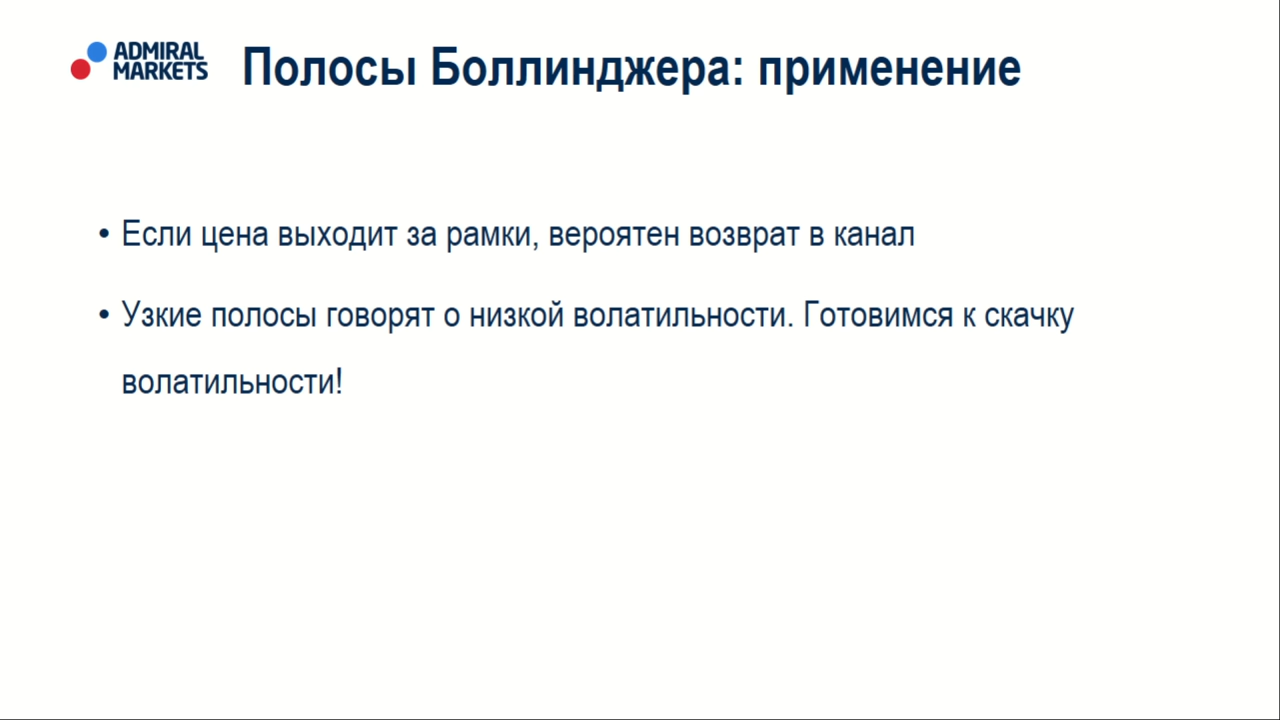 ADMIRAL
MARKETS
Полосы Боллинджера: применение
• Если цена выходит за рамки, вероятен возврат в канал
• Узкие полосы говорят о низкой волатильности. Готовимся к скачку
волатильности!